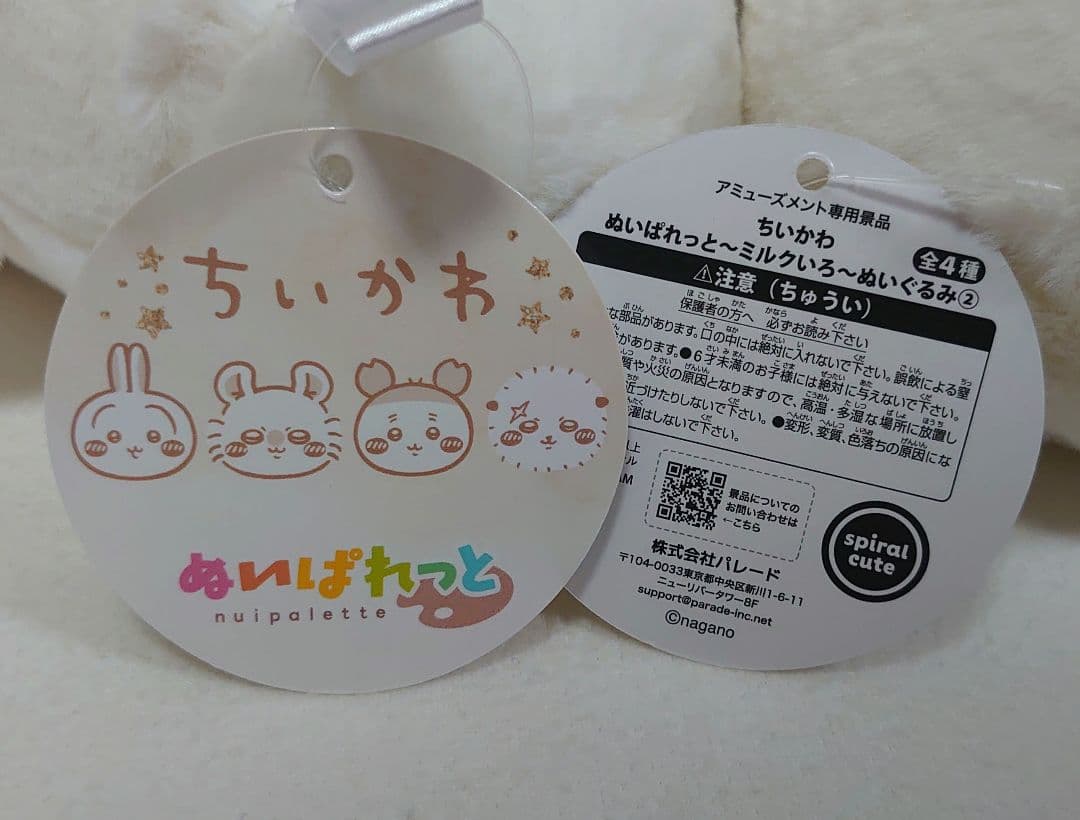 ちいかわ
ぬいぱれっと
nuipalette
アミューズメント専用景品
ちいかわ
ぬいぱれっと～ミルクいろ～ぬいぐるみ② 全4種
⚠注意（ちゅうい）
保護者の方へ 必ずお読み下さい
な部品があります。口の中には絶対に入れないで下さい。誤飲による窒
があります。●6才未満のお子様には絶対に与えないで下さい。
質や火災の原因となりますので、高温・多湿な場所に放置し
近づけたりしないで下さい。●変形、変質、色落ちの原因にな
濯はしないで下さい。
景品についての
お問い合わせは
←こちら
spiral
cute
株式会社パレード
〒104-0033東京都中央区新川1-6-11
ニューリバータワー8F
support@parade-inc.net
©nagano